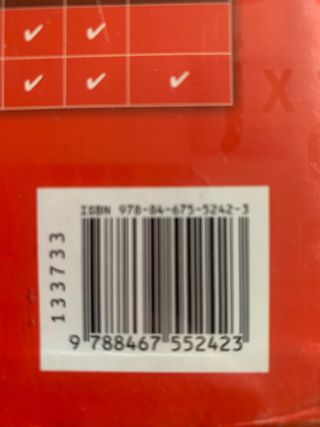 ✓ ✓
✓ ✓ ✓
X
ISBN 978-84-675-5242-3
133733
9 788467 552423